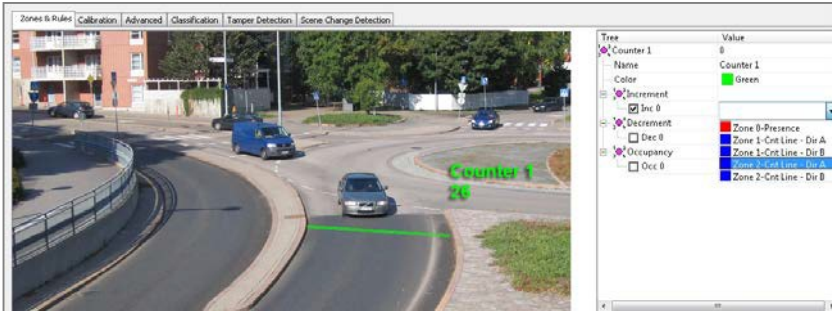 Zones & Rules Calibration Advanced Classification Tamper Detection Scene Change Detection
Tree Value
Counter 1 0
Name Counter 1
Color Green
Increment
Inc 0
Decrement
Dec 0
Occupancy
Occ 0
Zone 0-Presence
Zone 1-Cnt Line - Dir A
Zone 1-Cnt Line - Dir B
Zone 2-Cnt Line - Dir A
Zone 2-Cnt Line - Dir B
Counter 1
26